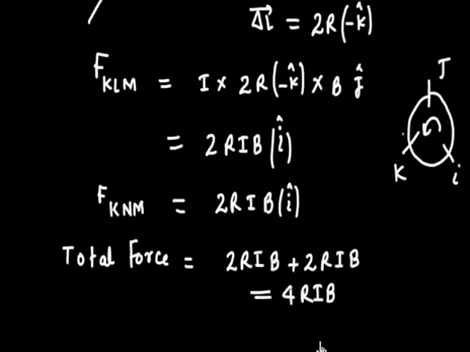 Δl⃗ = 2R(-k̂)
F_KLM = I × 2R(-k̂) × B ĵ
= 2RIB(î)
F_KNM = 2RIB(î)
Total Force = 2RIB + 2RIB
= 4RIB
J
K
i